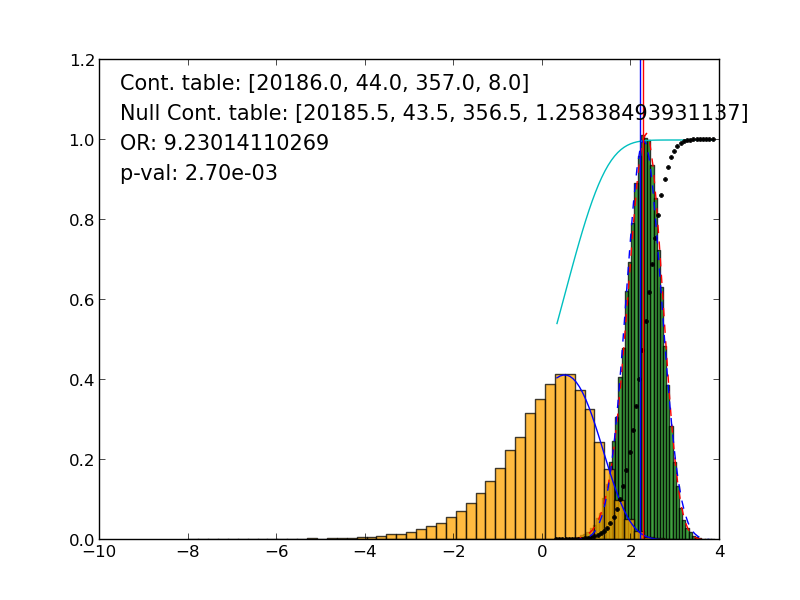 Cont. table: [20186.0, 44.0, 357.0, 8.0]
Null Cont. table: [20185.5, 43.5, 356.5, 1.25838493931137]
OR: 9.23014110269
p-val: 2.70e-03
1.2
1.0
0.8
0.6
0.4
0.2
0.0
−10 −8 −6 −4 −2 0 2 4